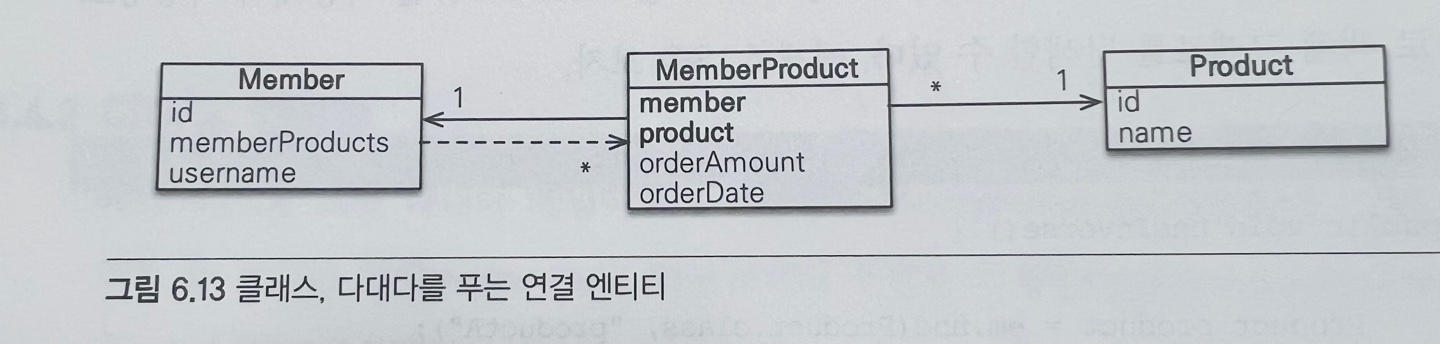 Member
id
memberProducts
username
1
*
MemberProduct
member
product
orderAmount
orderDate
*
1
Product
id
name
그림 6.13 클래스, 다대다를 푸는 연결 엔티티